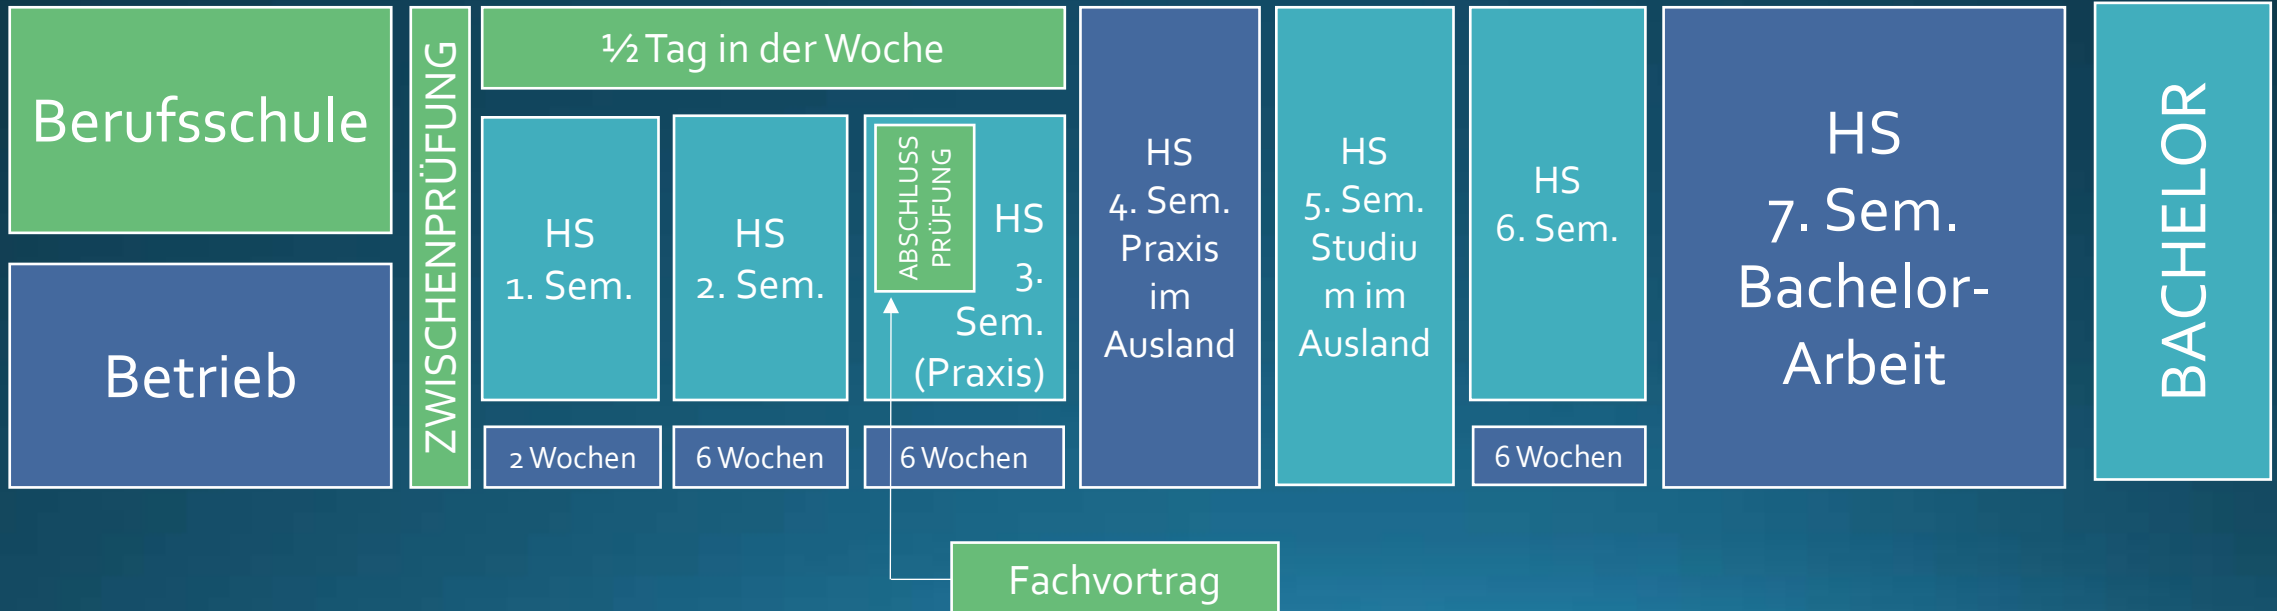 Berufsschule
Betrieb
ZWISCHENPRÜFUNG
½ Tag in der Woche
HS
1. Sem.
2 Wochen
HS
2. Sem.
6 Wochen
ABSCHLUSS
PRÜFUNG
HS
3.
Sem.
(Praxis)
6 Wochen
HS
4. Sem.
Praxis
im
Ausland
HS
5. Sem.
Studiu
m im
Ausland
HS
6. Sem.
6 Wochen
HS
7. Sem.
Bachelor-
Arbeit
BACHELOR
Fachvortrag